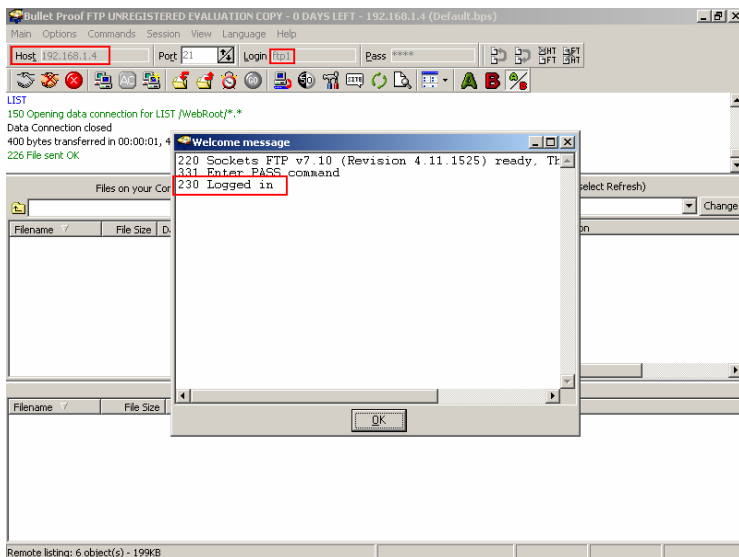 Bullet Proof FTP UNREGISTERED EVALUATION COPY - 0 DAYS LEFT - 192.168.1.4 (Default.bps)
Main Options Commands Session View Language Help
Host 192.168.1.4 Port 21 Login ftp1 Pass ****
LIST
150 Opening data connection for LIST /WebRoot/*.*
Data Connection closed
400 bytes transferred in 00:00:01, 4
226 File sent OK
Welcome message
220 Sockets FTP v7.10 (Revision 4.11.1525) ready, Th
331 Enter PASS command
230 Logged in
OK
Files on your Cor
select Refresh)
Change
Filename File Size D
on
Filename File Size
Remote listing: 6 object(s) - 199KB